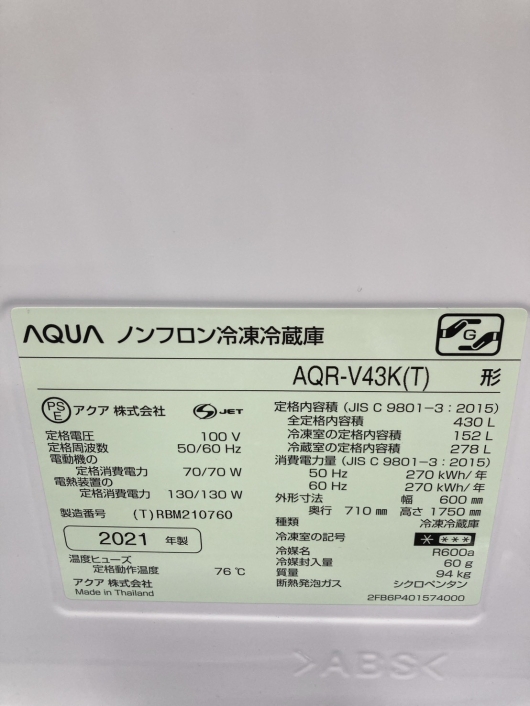 AQUA ノンフロン冷凍冷蔵庫
G
AQR-V43K(T) 形
PS E アクア 株式会社 S JET
定格電圧 100 V
定格周波数 50/60 Hz
電動機の
定格消費電力 70/70 W
電熱装置の
定格消費電力 130/130 W
製造番号 (T)RBM210760
2021 年製
温度ヒューズ
定格動作温度 76℃
アクア 株式会社
Made in Thailand
定格内容積 (JIS C 9801-3:2015)
全定格内容積 430 L
冷凍室の定格内容積 152 L
冷蔵室の定格内容積 278 L
消費電力量 (JIS C 9801-3:2015)
50 Hz 270 kWh/年
60 Hz 270 kWh/年
外形寸法 幅 600 ㎜
奥行 710 ㎜ 高さ 1750 ㎜
種類 冷凍冷蔵庫
冷凍室の記号 * ***
冷媒名 R600a
冷媒封入量 60 g
質量 94 kg
断熱発泡ガス シクロペンタン
2FB6P401574000
>ABS<